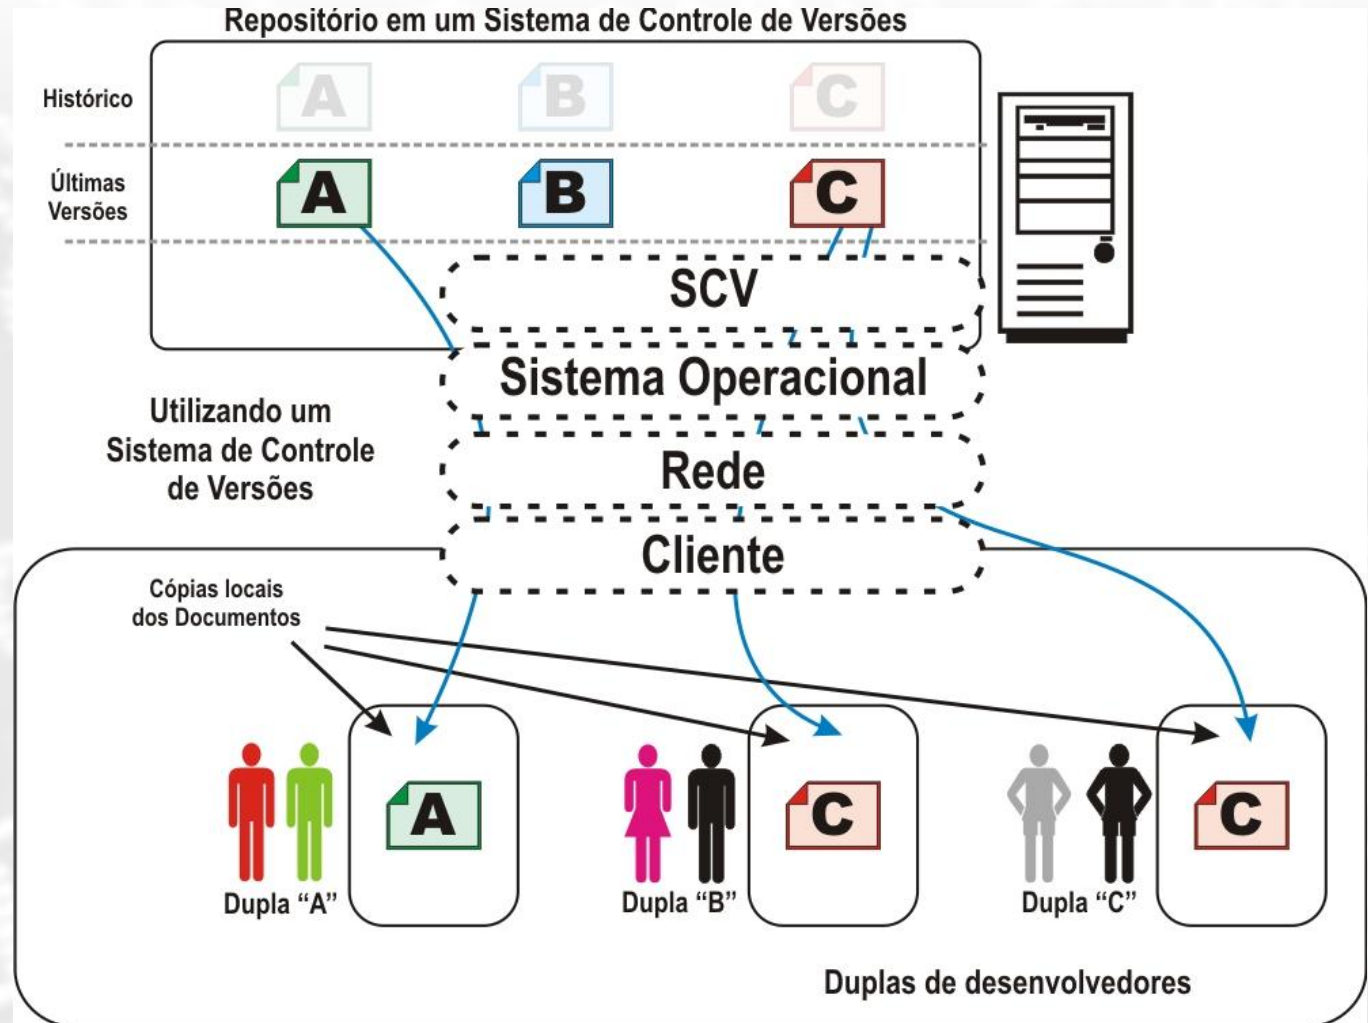 Repositório em um Sistema de Controle de Versões
Histórico
A B C
Últimas
Versões
A B C
SCV
Sistema Operacional
Utilizando um
Sistema de Controle
de Versões
Rede
Cliente
Cópias locais
dos Documentos
A C C
Dupla “A” Dupla “B” Dupla “C”
Duplas de desenvolvedores